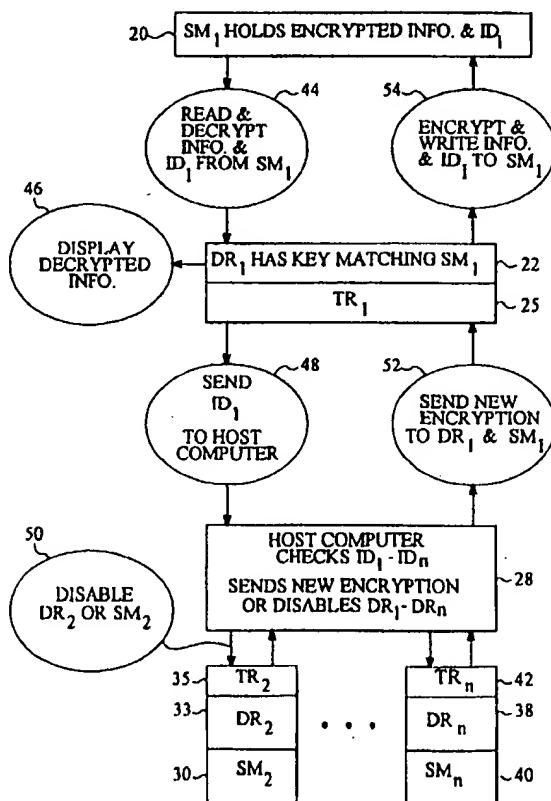 20
SM1 HOLDS ENCRYPTED INFO. & ID1
44
READ &
DECRYPT
INFO. &
ID1 FROM SM1
54
ENCRYPT &
WRITE INFO.
& ID1 TO SM1
46
DISPLAY
DECRYPTED
INFO.
DR1 HAS KEY MATCHING SM1
22
TR1
25
48
SEND
ID1
TO HOST
COMPUTER
52
SEND NEW
ENCRYPTION
TO DR1 & SM1
50
DISABLE
DR2 OR SM2
HOST COMPUTER
CHECKS ID1 - IDn
SENDS NEW ENCRYPTION
OR DISABLES DR1 - DRn
28
35
TR2
33
DR2
30
SM2
• • •
TRn
42
DRn
38
SMn
40